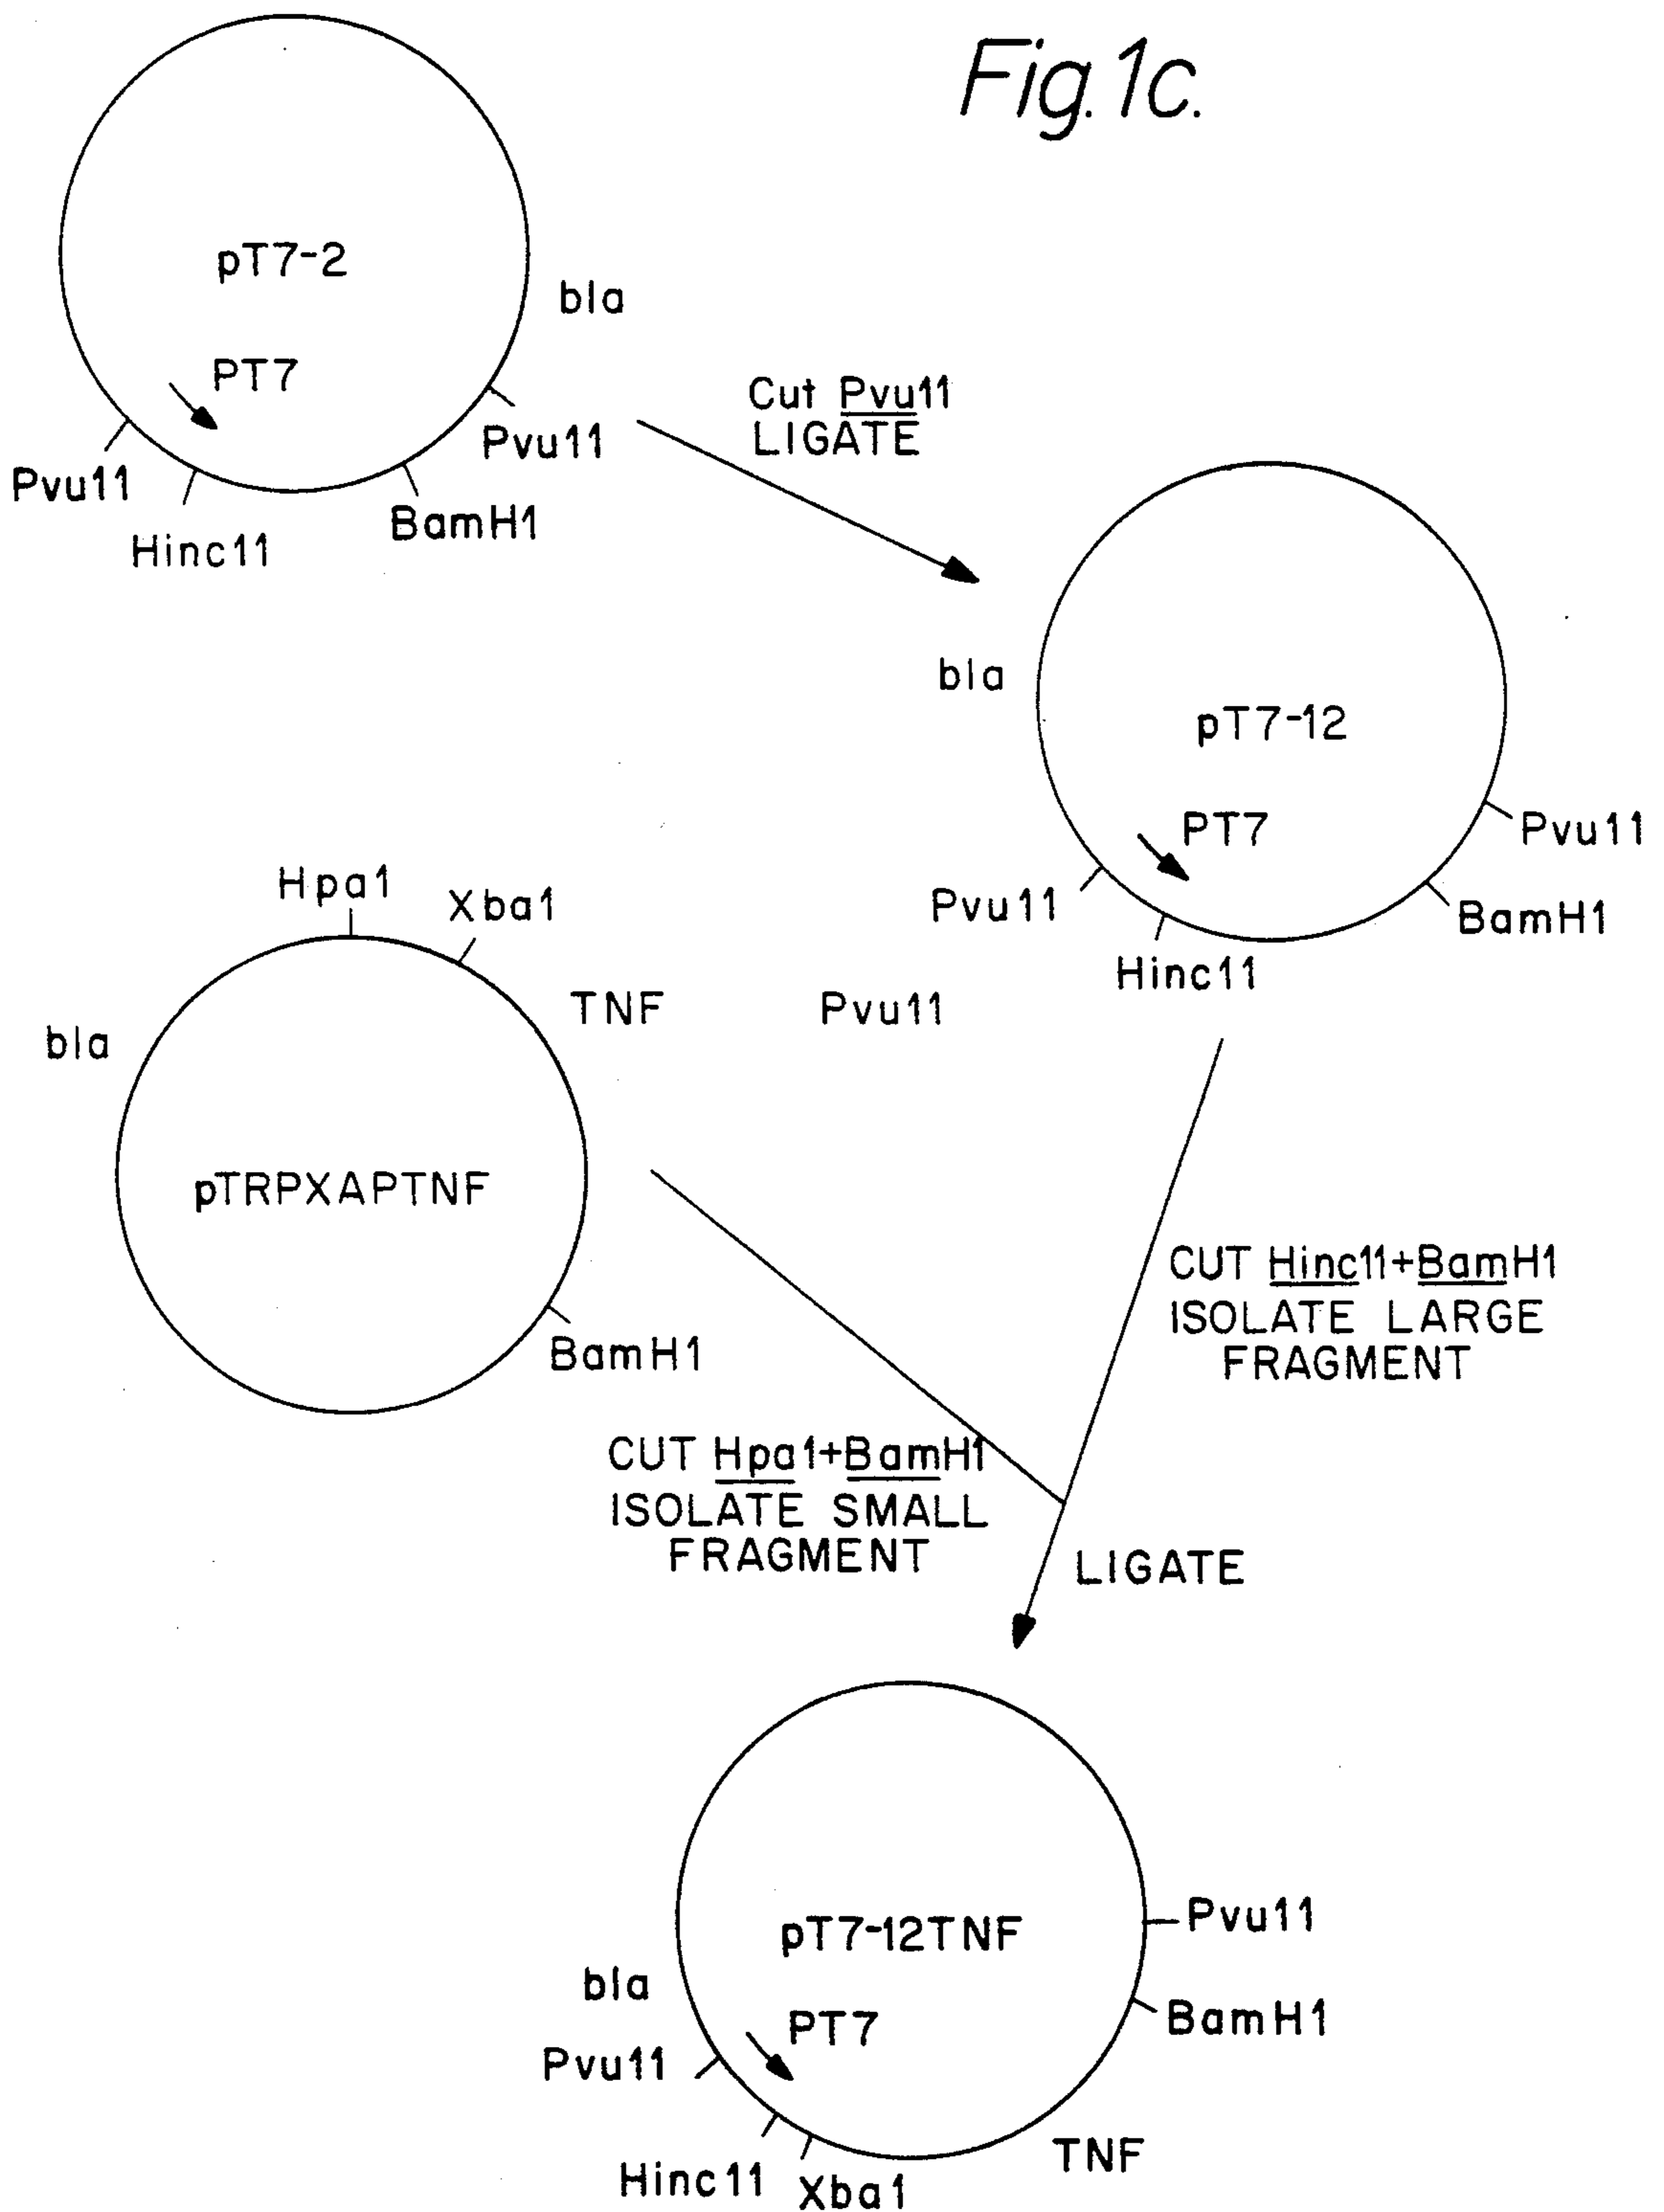 Fig. 1c.
pT7-2
bla
PT7
Pvu11
Pvu11
Hinc11
BamH1
Cut Pvu11
LIGATE
bla
pT7-12
PT7
Pvu11
Pvu11
BamH1
Hinc11
Hpa1
Xba1
TNF
Pvu11
bla
pTRPXAPTNF
BamH1
CUT Hinc11+BamH1
ISOLATE LARGE
FRAGMENT
CUT Hpa1+BamH1
ISOLATE SMALL
FRAGMENT
LIGATE
pT7-12TNF
Pvu11
bla
PT7
BamH1
Pvu11
TNF
Hinc11
Xba1